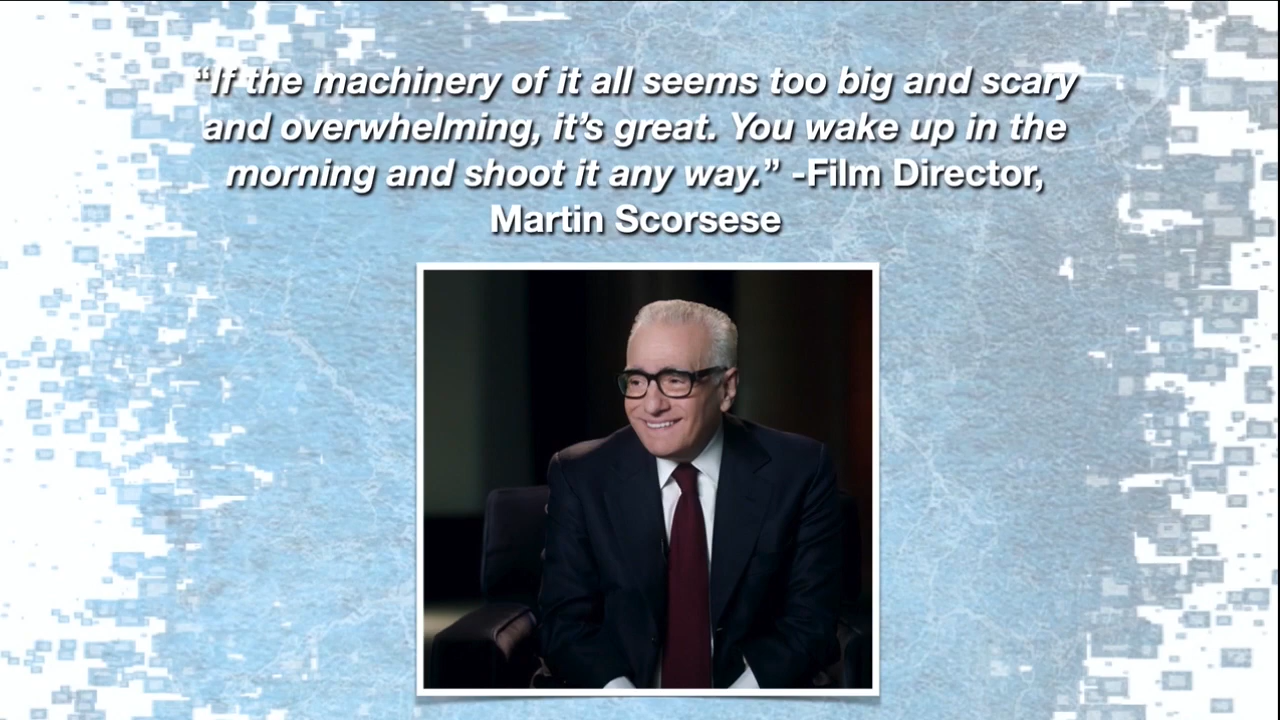 “If the machinery of it all seems too big and scary
and overwhelming, it’s great. You wake up in the
morning and shoot it any way.” -Film Director,
Martin Scorsese